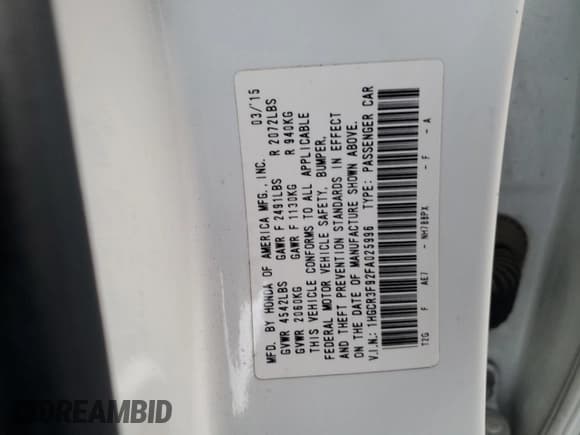 MFD. BY HONDA OF AMERICA MFG., INC. 03/'15
GVWR 4542LBS GAWR F 2491LBS R 2072LBS
GVWR 2060KG GAWR F 1130KG R 940KG
THIS VEHICLE CONFORMS TO ALL APPLICABLE
FEDERAL MOTOR VEHICLE SAFETY, BUMPER,
AND THEFT PREVENTION STANDARDS IN EFFECT
ON THE DATE OF MANUFACTURE SHOWN ABOVE.
V.I.N.: 1HGCR3F92FA025996 TYPE: PASSENGER CAR
T2G F AE7 - NH788PX - F - A
DREAMBID